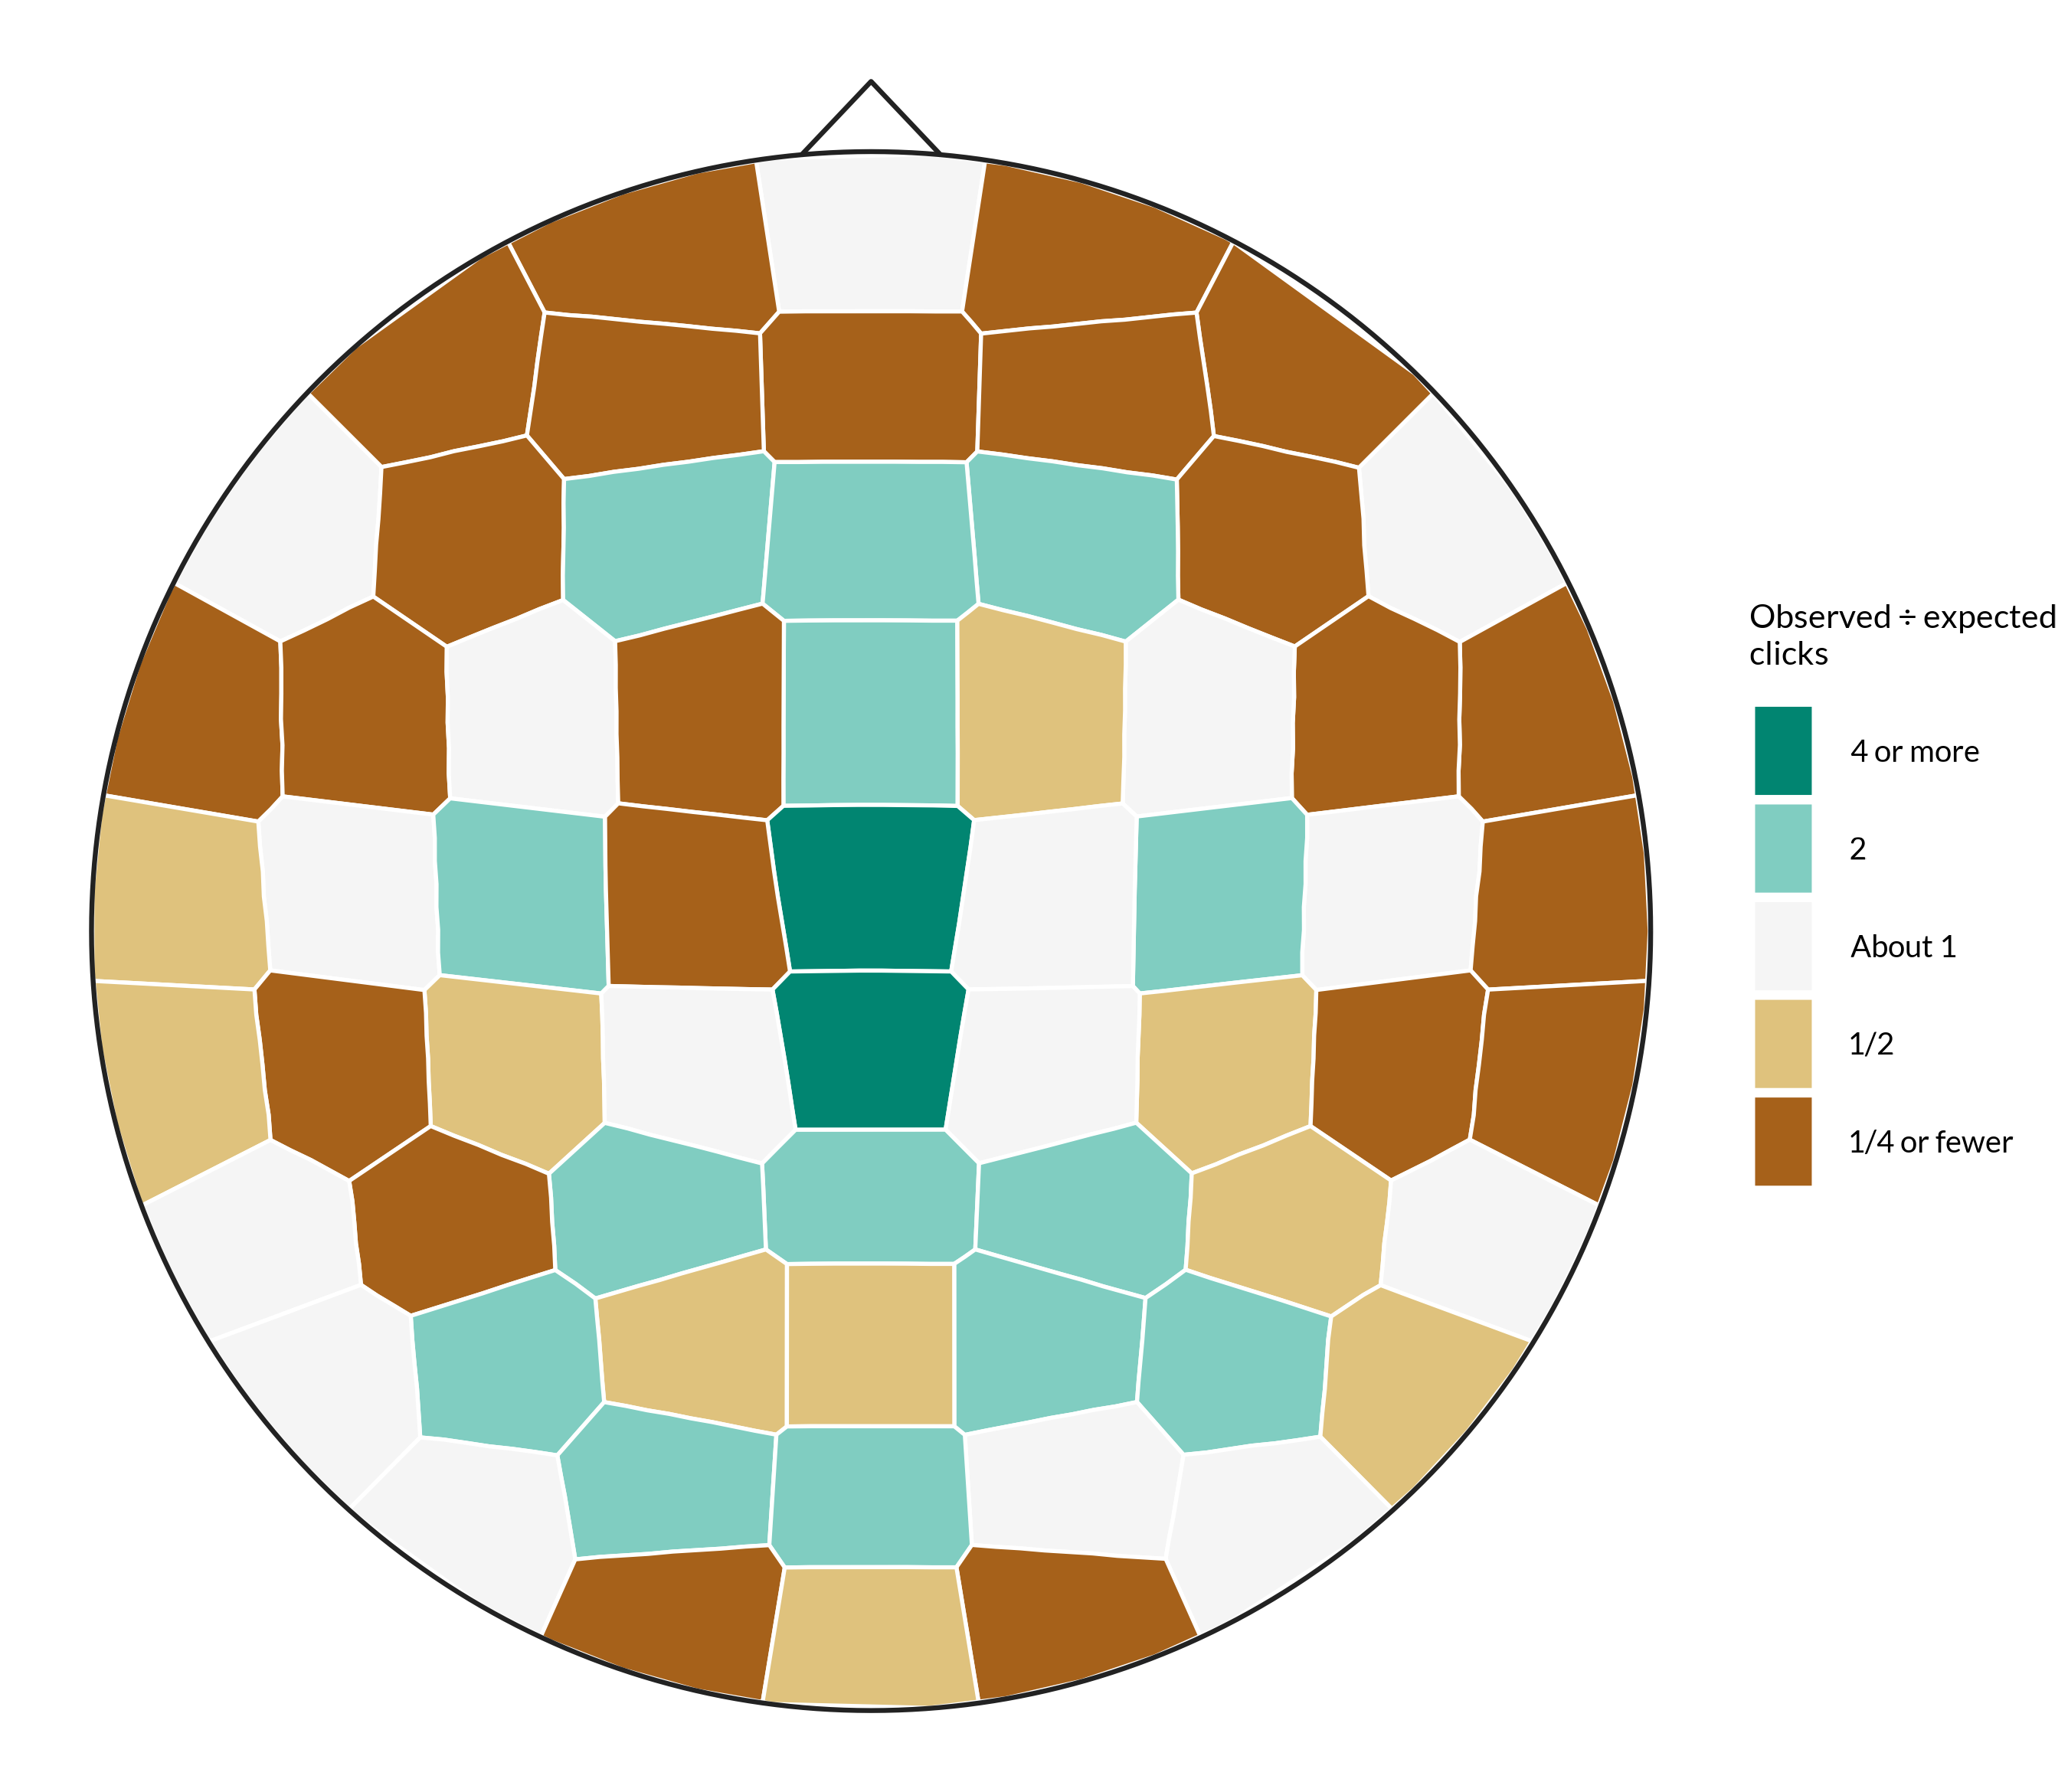 Observed ÷ expected
clicks
4 or more
2
About 1
1/2
1/4 or fewer